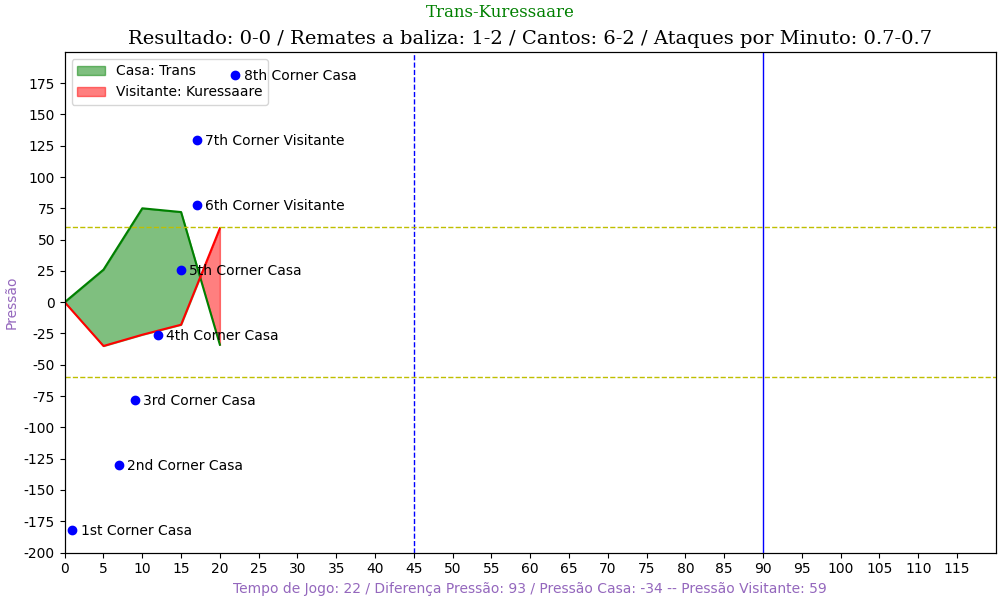 Trans-Kuressaare
Resultado: 0-0 / Remates a baliza: 1-2 / Cantos: 6-2 / Ataques por Minuto: 0.7-0.7
Casa: Trans
Visitante: Kuressaare
8th Corner Casa
7th Corner Visitante
6th Corner Visitante
5th Corner Casa
4th Corner Casa
3rd Corner Casa
2nd Corner Casa
1st Corner Casa
Pressão
175
150
125
100
75
50
25
0
-25
-50
-75
-100
-125
-150
-175
-200
0 5 10 15 20 25 30 35 40 45 50 55 60 65 70 75 80 85 90 95 100 105 110 115
Tempo de Jogo: 22 / Diferença Pressão: 93 / Pressão Casa: -34 -- Pressão Visitante: 59